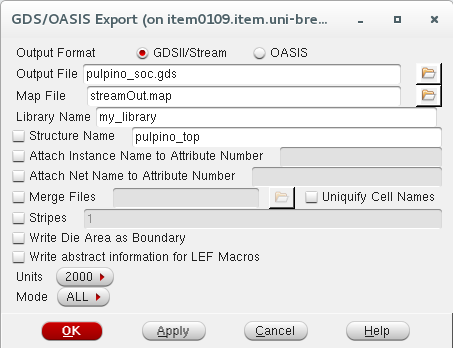 GDS/OASIS Export (on item0109.item.uni-bre...
Output Format GDSII/Stream OASIS
Output File pulpino_soc.gds
Map File streamOut.map
Library Name my_library
Structure Name pulpino_top
Attach Instance Name to Attribute Number
Attach Net Name to Attribute Number
Merge Files Uniquify Cell Names
Stripes 1
Write Die Area as Boundary
Write abstract information for LEF Macros
Units 2000
Mode ALL
OK Apply Cancel Help